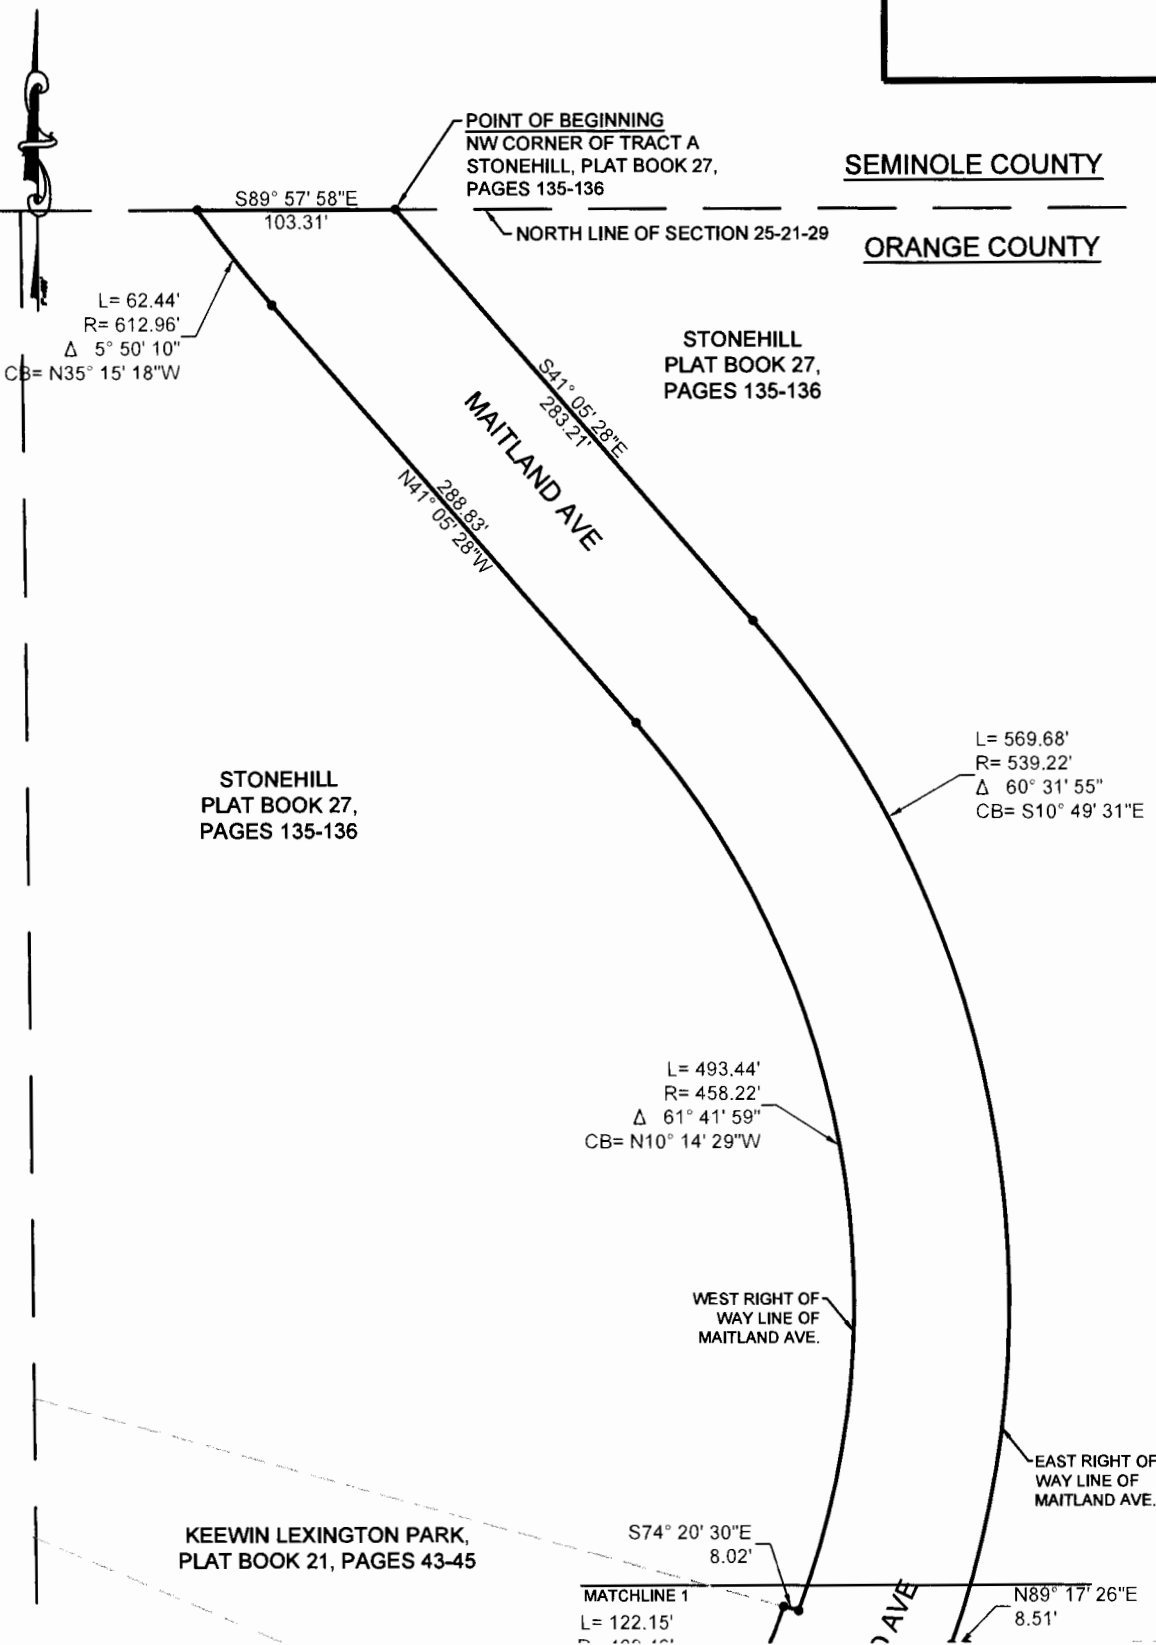 POINT OF BEGINNING
NW CORNER OF TRACT A
STONEHILL, PLAT BOOK 27,
PAGES 135-136
SEMINOLE COUNTY
S89° 57' 58"E
103.31'
NORTH LINE OF SECTION 25-21-29
ORANGE COUNTY
L= 62.44'
R= 612.96'
Δ 5° 50' 10"
CB= N35° 15' 18"W
STONEHILL
PLAT BOOK 27,
PAGES 135-136
S41° 05' 28"E
283.21'
MAITLAND AVE
288.83'
N41° 05' 28"W
L= 569.68'
R= 539.22'
Δ 60° 31' 55"
CB= S10° 49' 31"E
STONEHILL
PLAT BOOK 27,
PAGES 135-136
L= 493.44'
R= 458.22'
Δ 61° 41' 59"
CB= N10° 14' 29"W
WEST RIGHT OF
WAY LINE OF
MAITLAND AVE.
EAST RIGHT OF
WAY LINE OF
MAITLAND AVE.
KEEWIN LEXINGTON PARK,
PLAT BOOK 21, PAGES 43-45
S74° 20' 30"E
8.02'
MATCHLINE 1
L= 122.15'
AVE
N89° 17' 26"E
8.51'